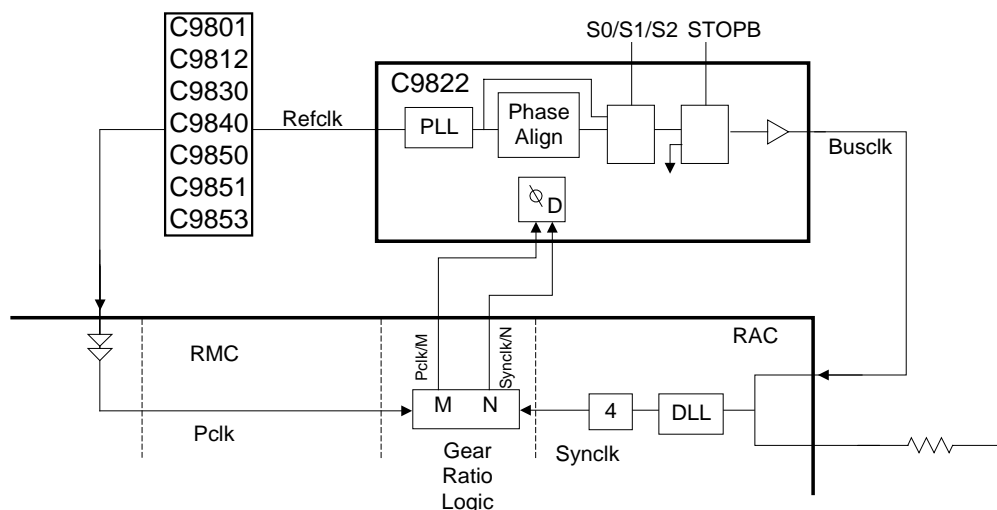 C9801
C9812
C9830
C9840
C9850
C9851
C9853
Refclk
S0/S1/S2 STOPB
C9822
PLL
Phase
Align
Busclk
φD
RMC
Pclk/M
Synclk/N
RAC
M N
4
DLL
Pclk
Gear
Ratio
Logic
Synclk